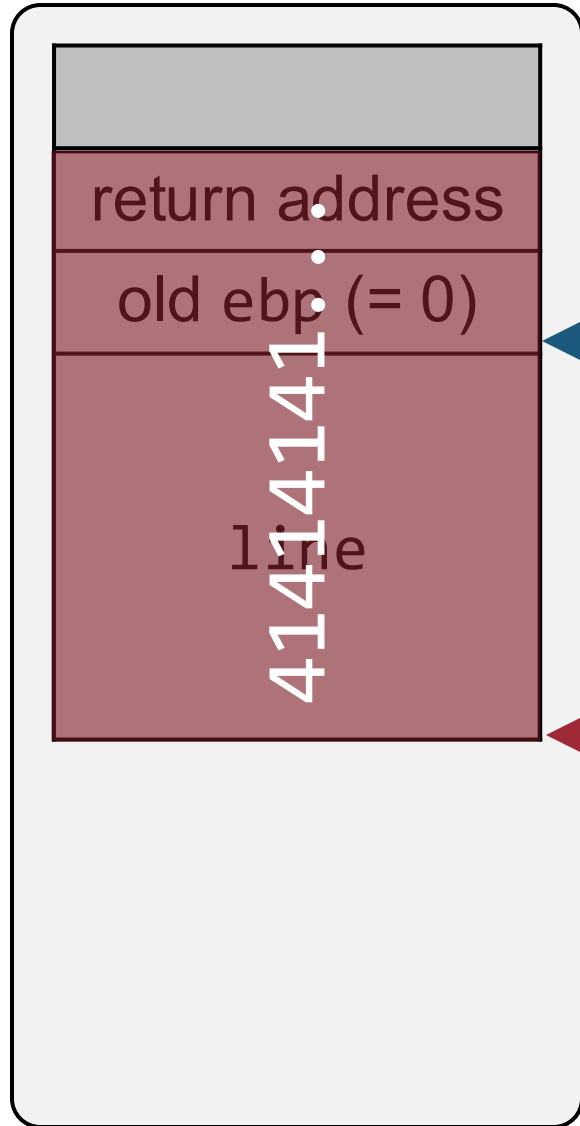 return address
old ebp (= 0)
line
41414141...